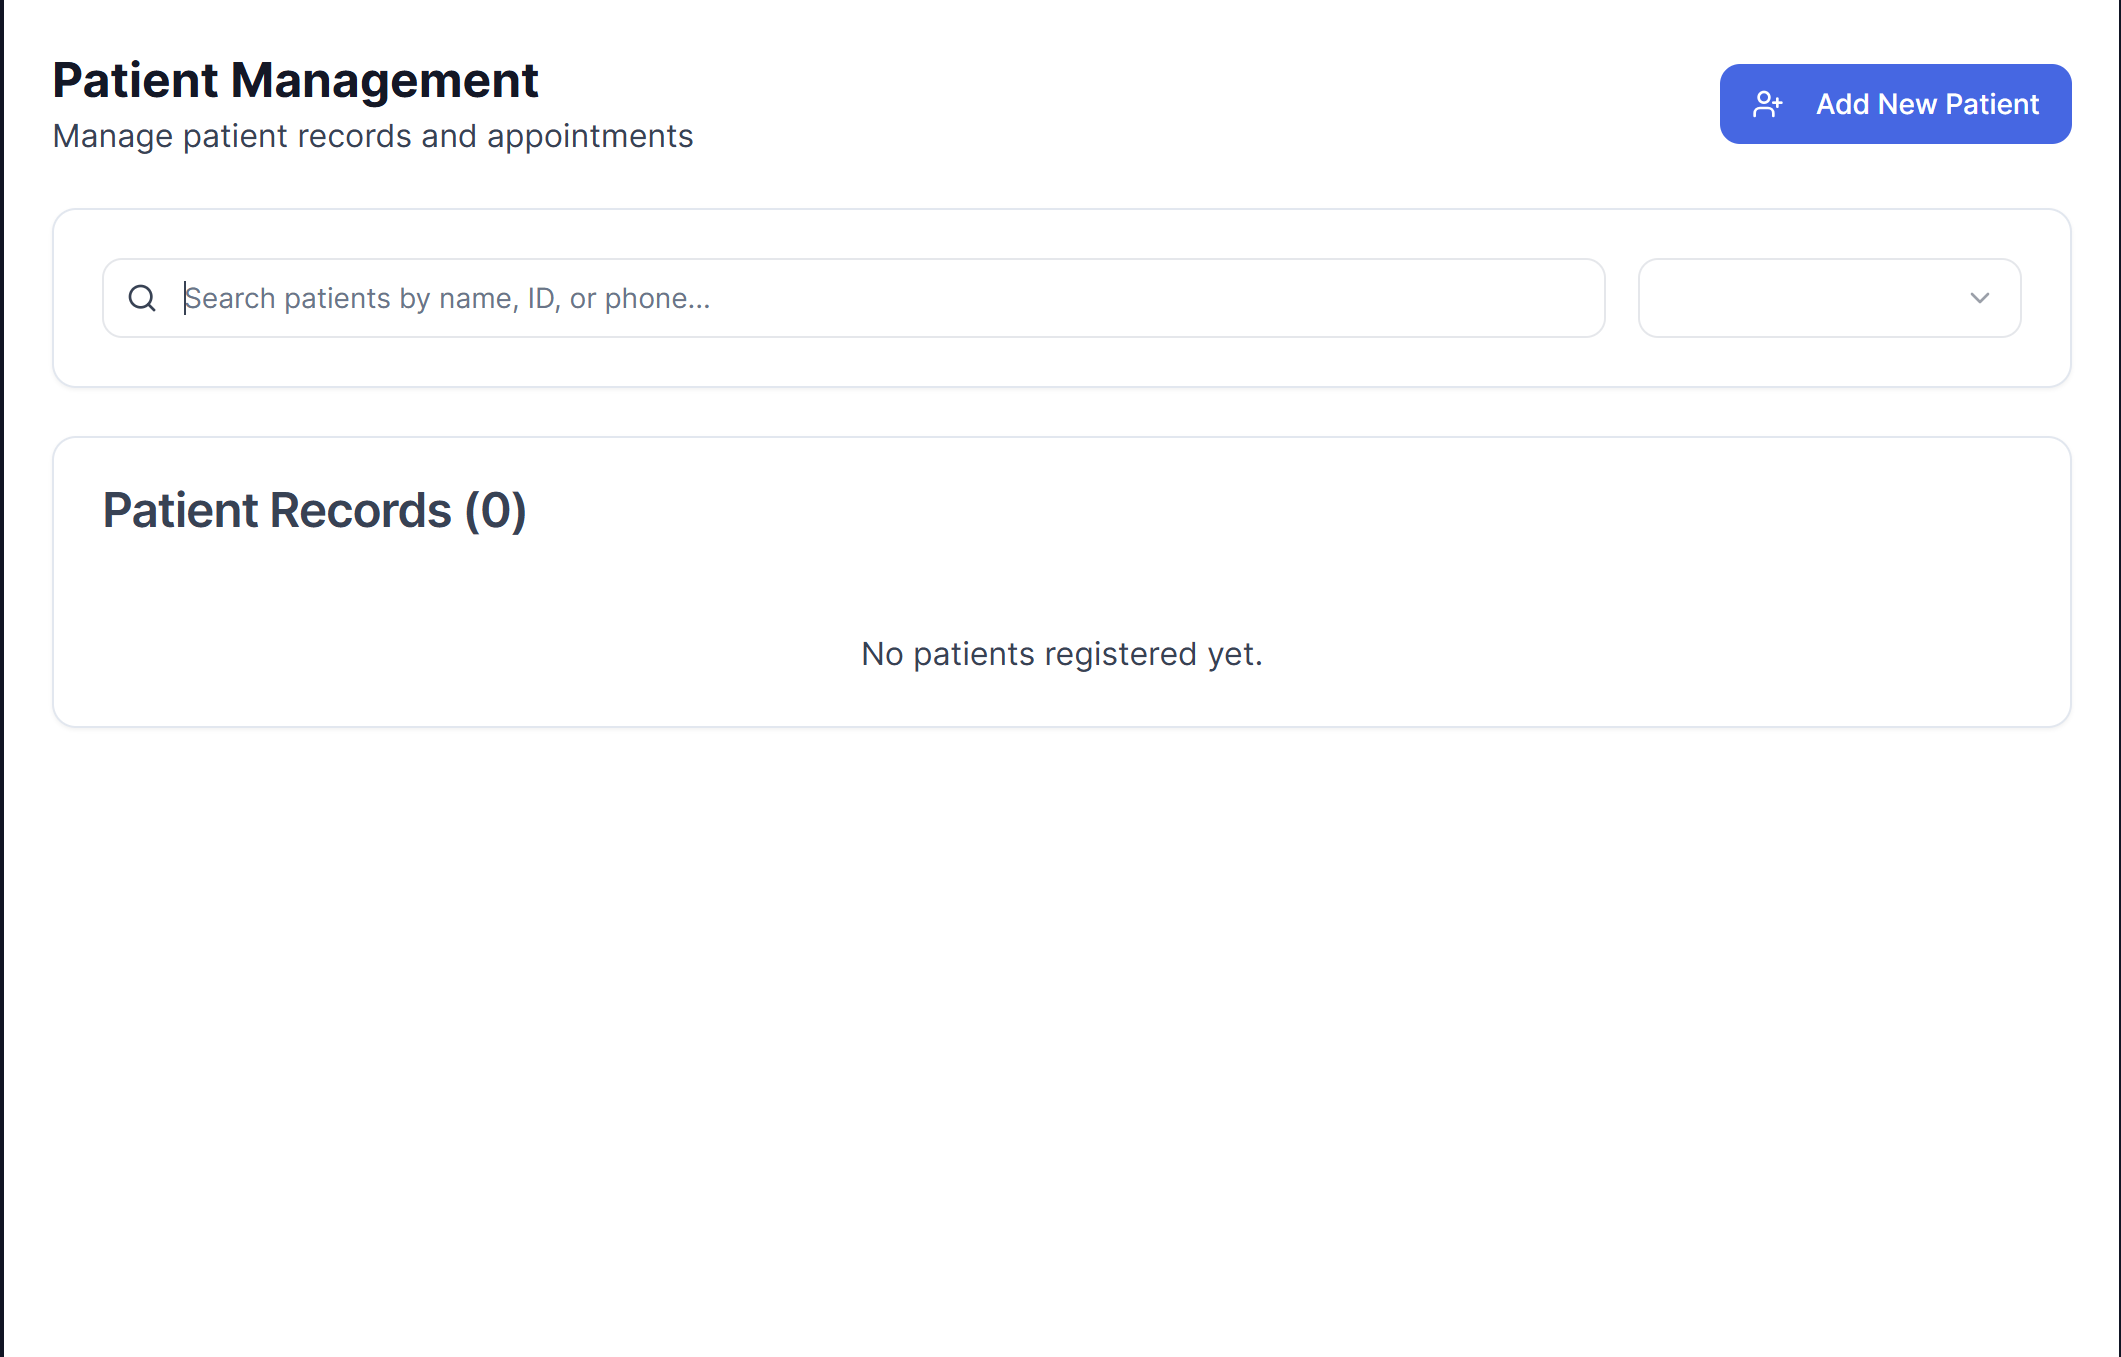 Patient Management
Manage patient records and appointments
Add New Patient
Search patients by name, ID, or phone...
Patient Records (0)
No patients registered yet.